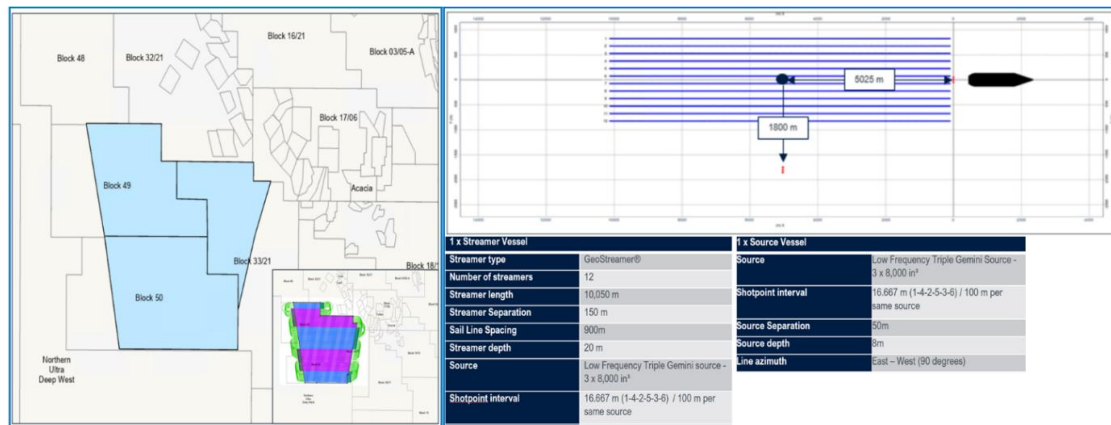 Block 48
Block 32/21
Block 16/21
Block 03/05-A
Block 17/06
Acacia
Block 49
Block 33/21
Block 18/
Block 50
Northern
Ultra
Deep West
5025 m
1800 m
1 x Streamer Vessel
Streamer type GeoStreamer®
Number of streamers 12
Streamer length 10,050 m
Streamer Separation 150 m
Sail Line Spacing 900m
Streamer depth 20 m
Source Low Frequency Triple Gemini source -
3 x 8,000 in³
Shotpoint interval 16.667 m (1-4-2-5-3-6) / 100 m per
same source
1 x Source Vessel
Source Low Frequency Triple Gemini Source -
3 x 8,000 in³
Shotpoint interval 16.667 m (1-4-2-5-3-6) / 100 m per
same source
Source Separation 50m
Source depth 8m
Line azimuth East – West (90 degrees)